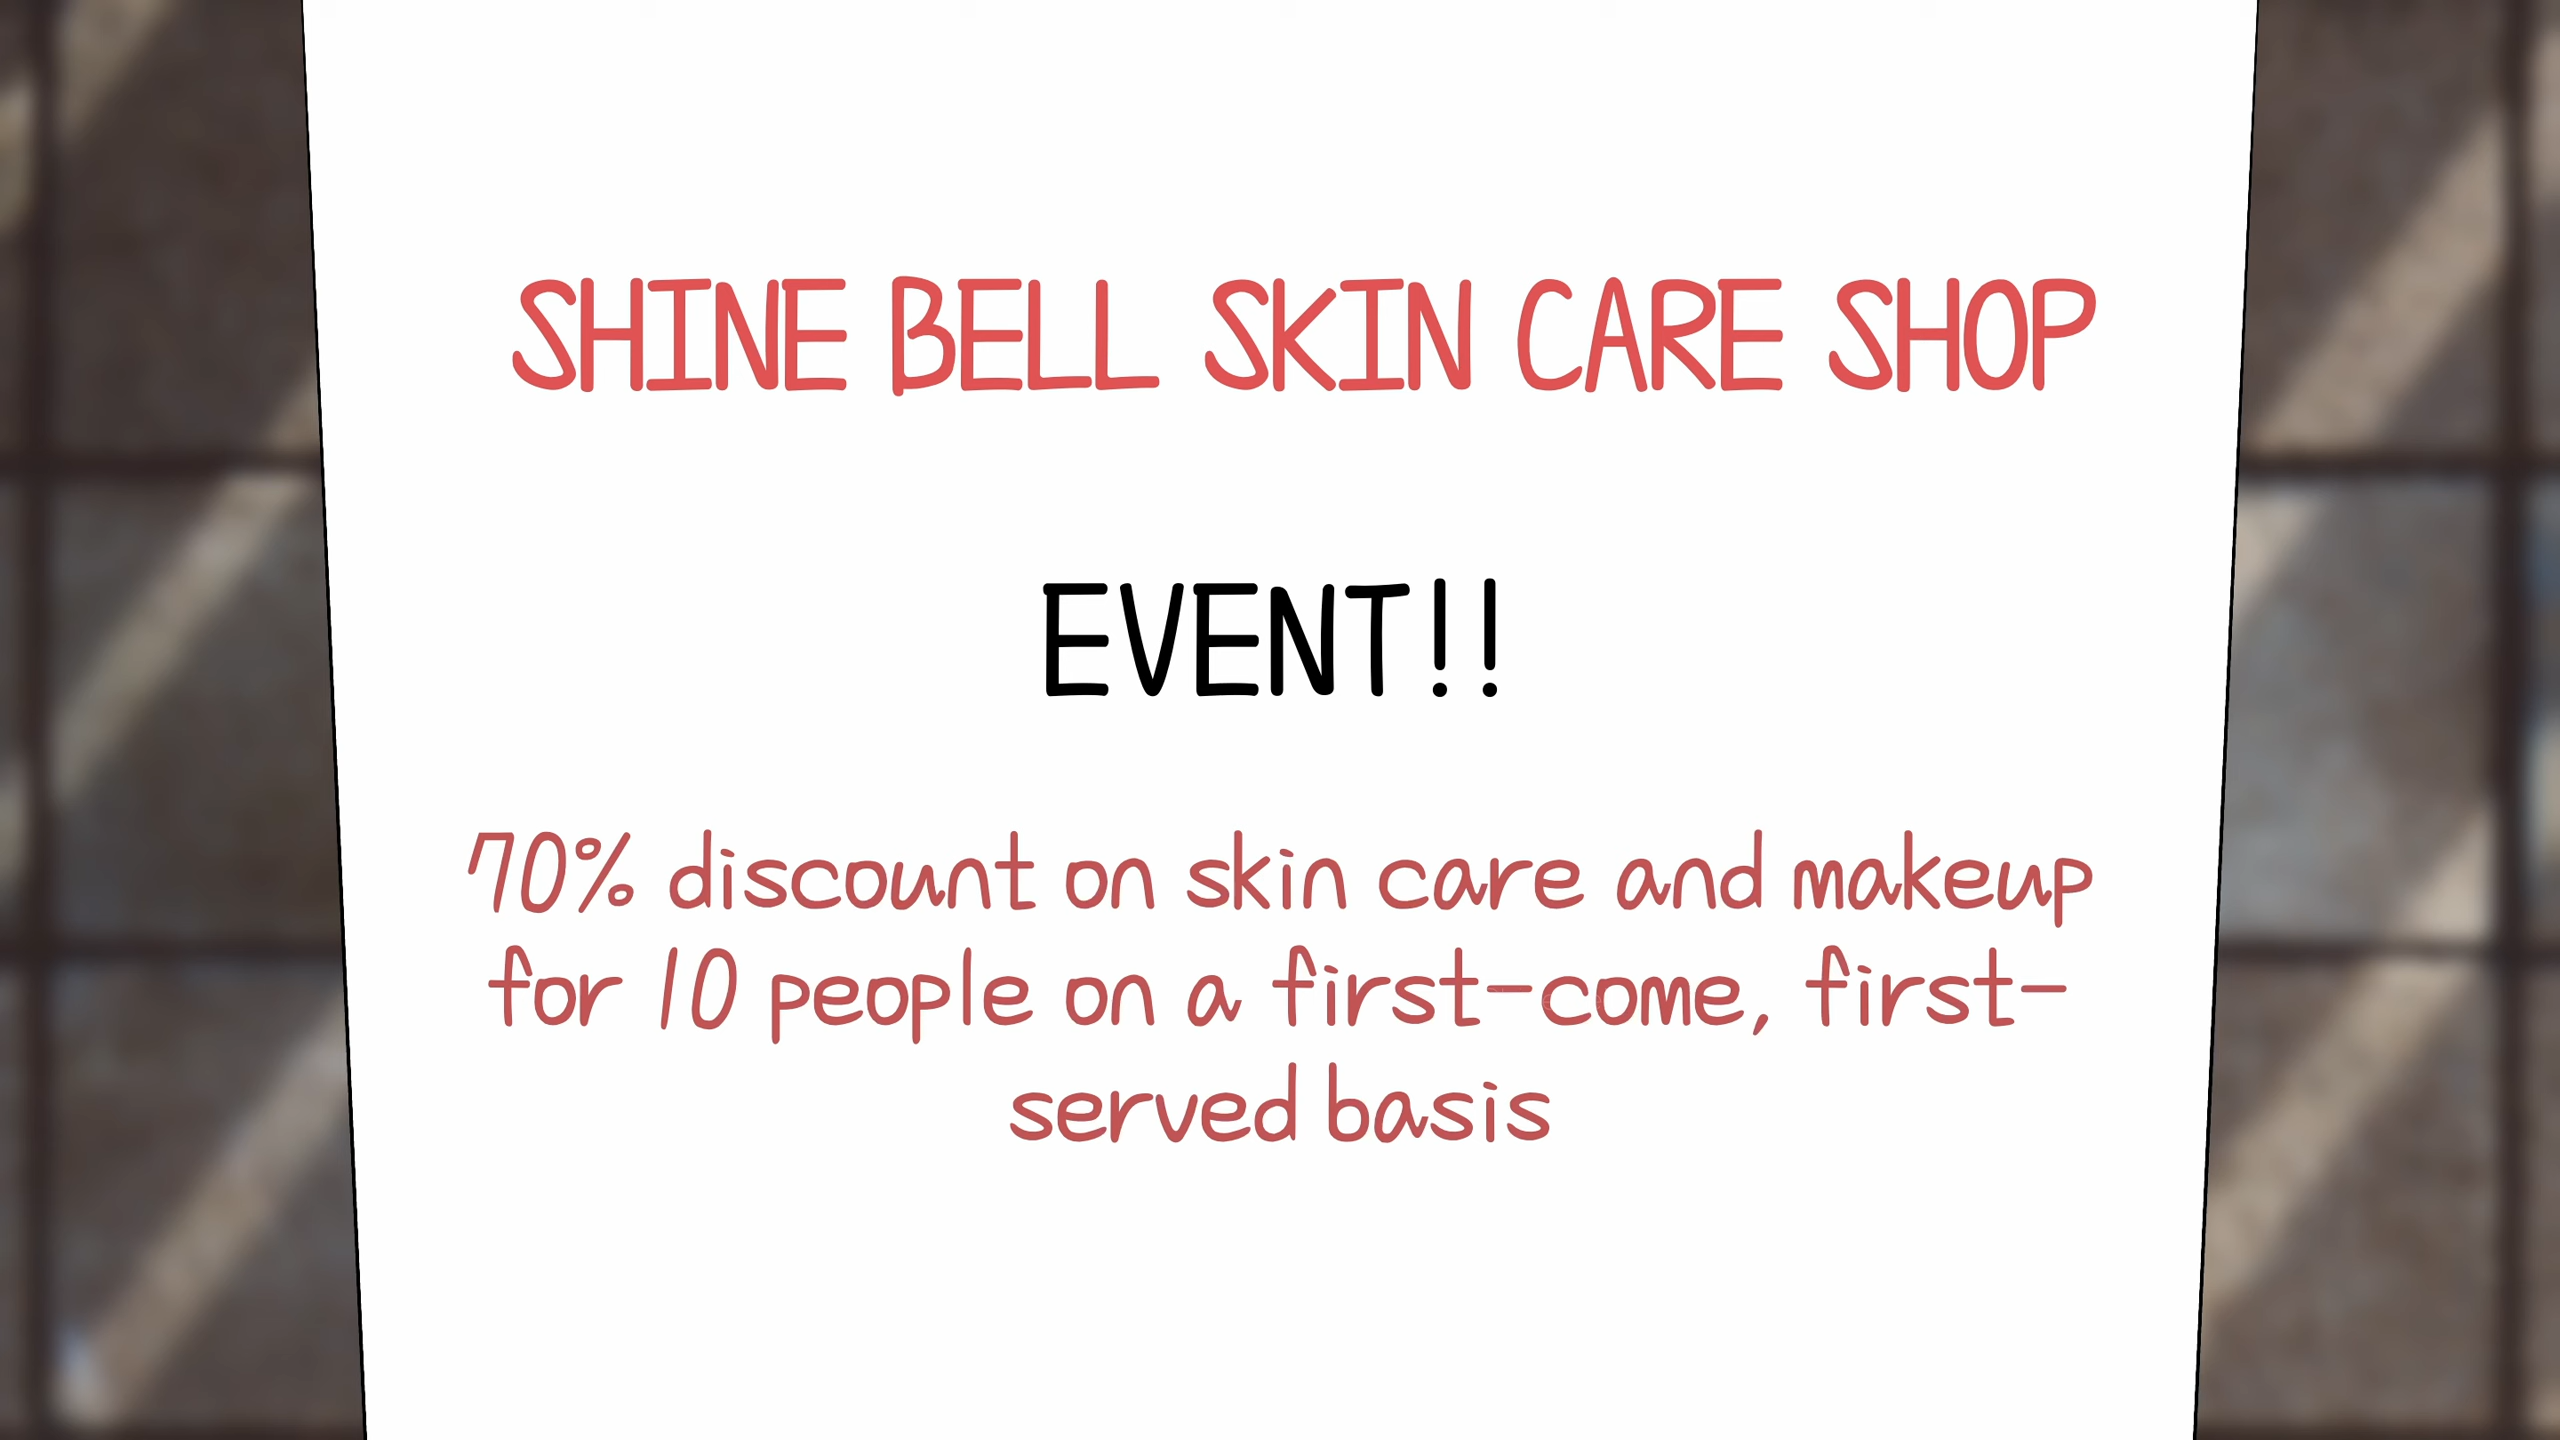 SHINE BELL SKIN CARE SHOP
EVENT!!
70% discount on skin care and makeup
for 10 people on a first-come, first-
served basis